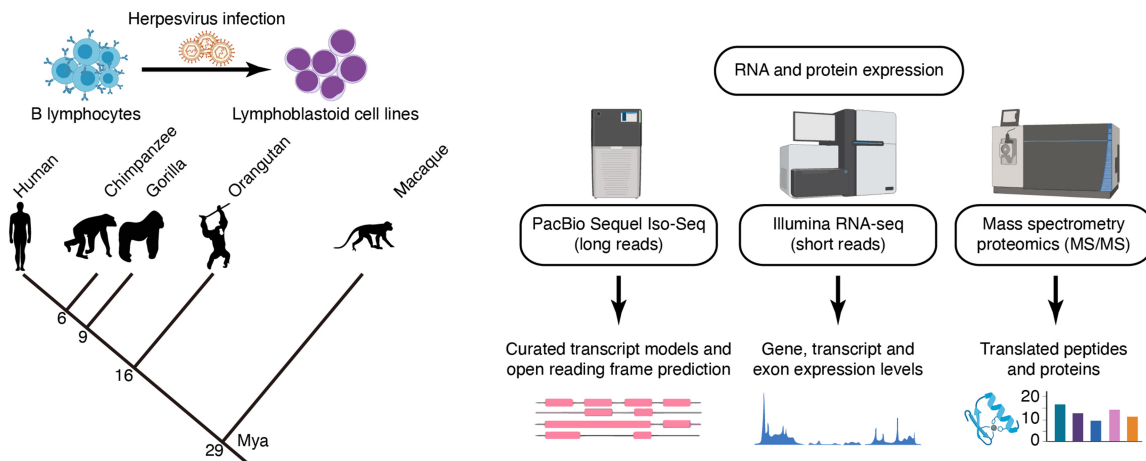 Herpesvirus infection
B lymphocytes
Lymphoblastoid cell lines
Human
Chimpanzee
Gorilla
Orangutan
Macaque
6
9
16
29
Mya
RNA and protein expression
PacBio Sequel Iso-Seq
(long reads)
Illumina RNA-seq
(short reads)
Mass spectrometry
proteomics (MS/MS)
Curated transcript models and
open reading frame prediction
Gene, transcript and
exon expression levels
Translated peptides
and proteins
20
10
0